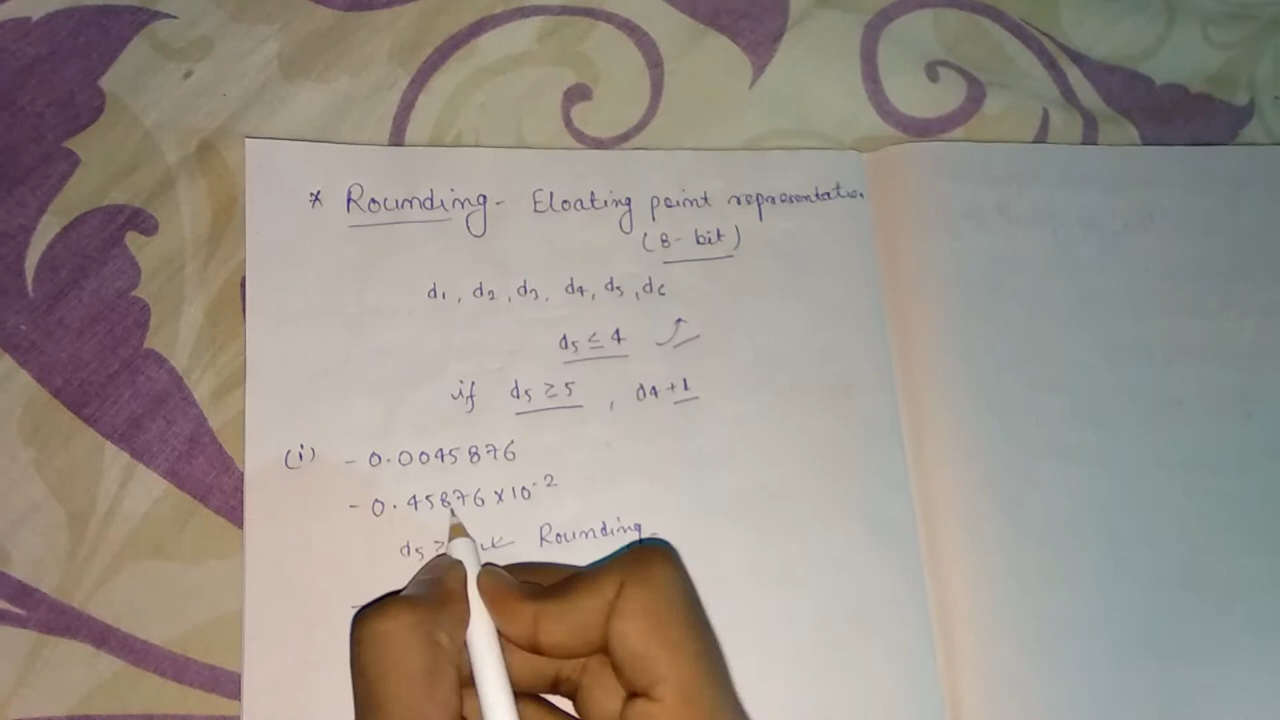 * Rounding - Floating point representation
(8-bit)
d1, d2, d3, d4, d5, d6
d5 ≤ 4
if d5 ≥ 5, d4+1
(i) - 0.0045876
- 0.45876 × 10^-2
d5 ≥ Rounding